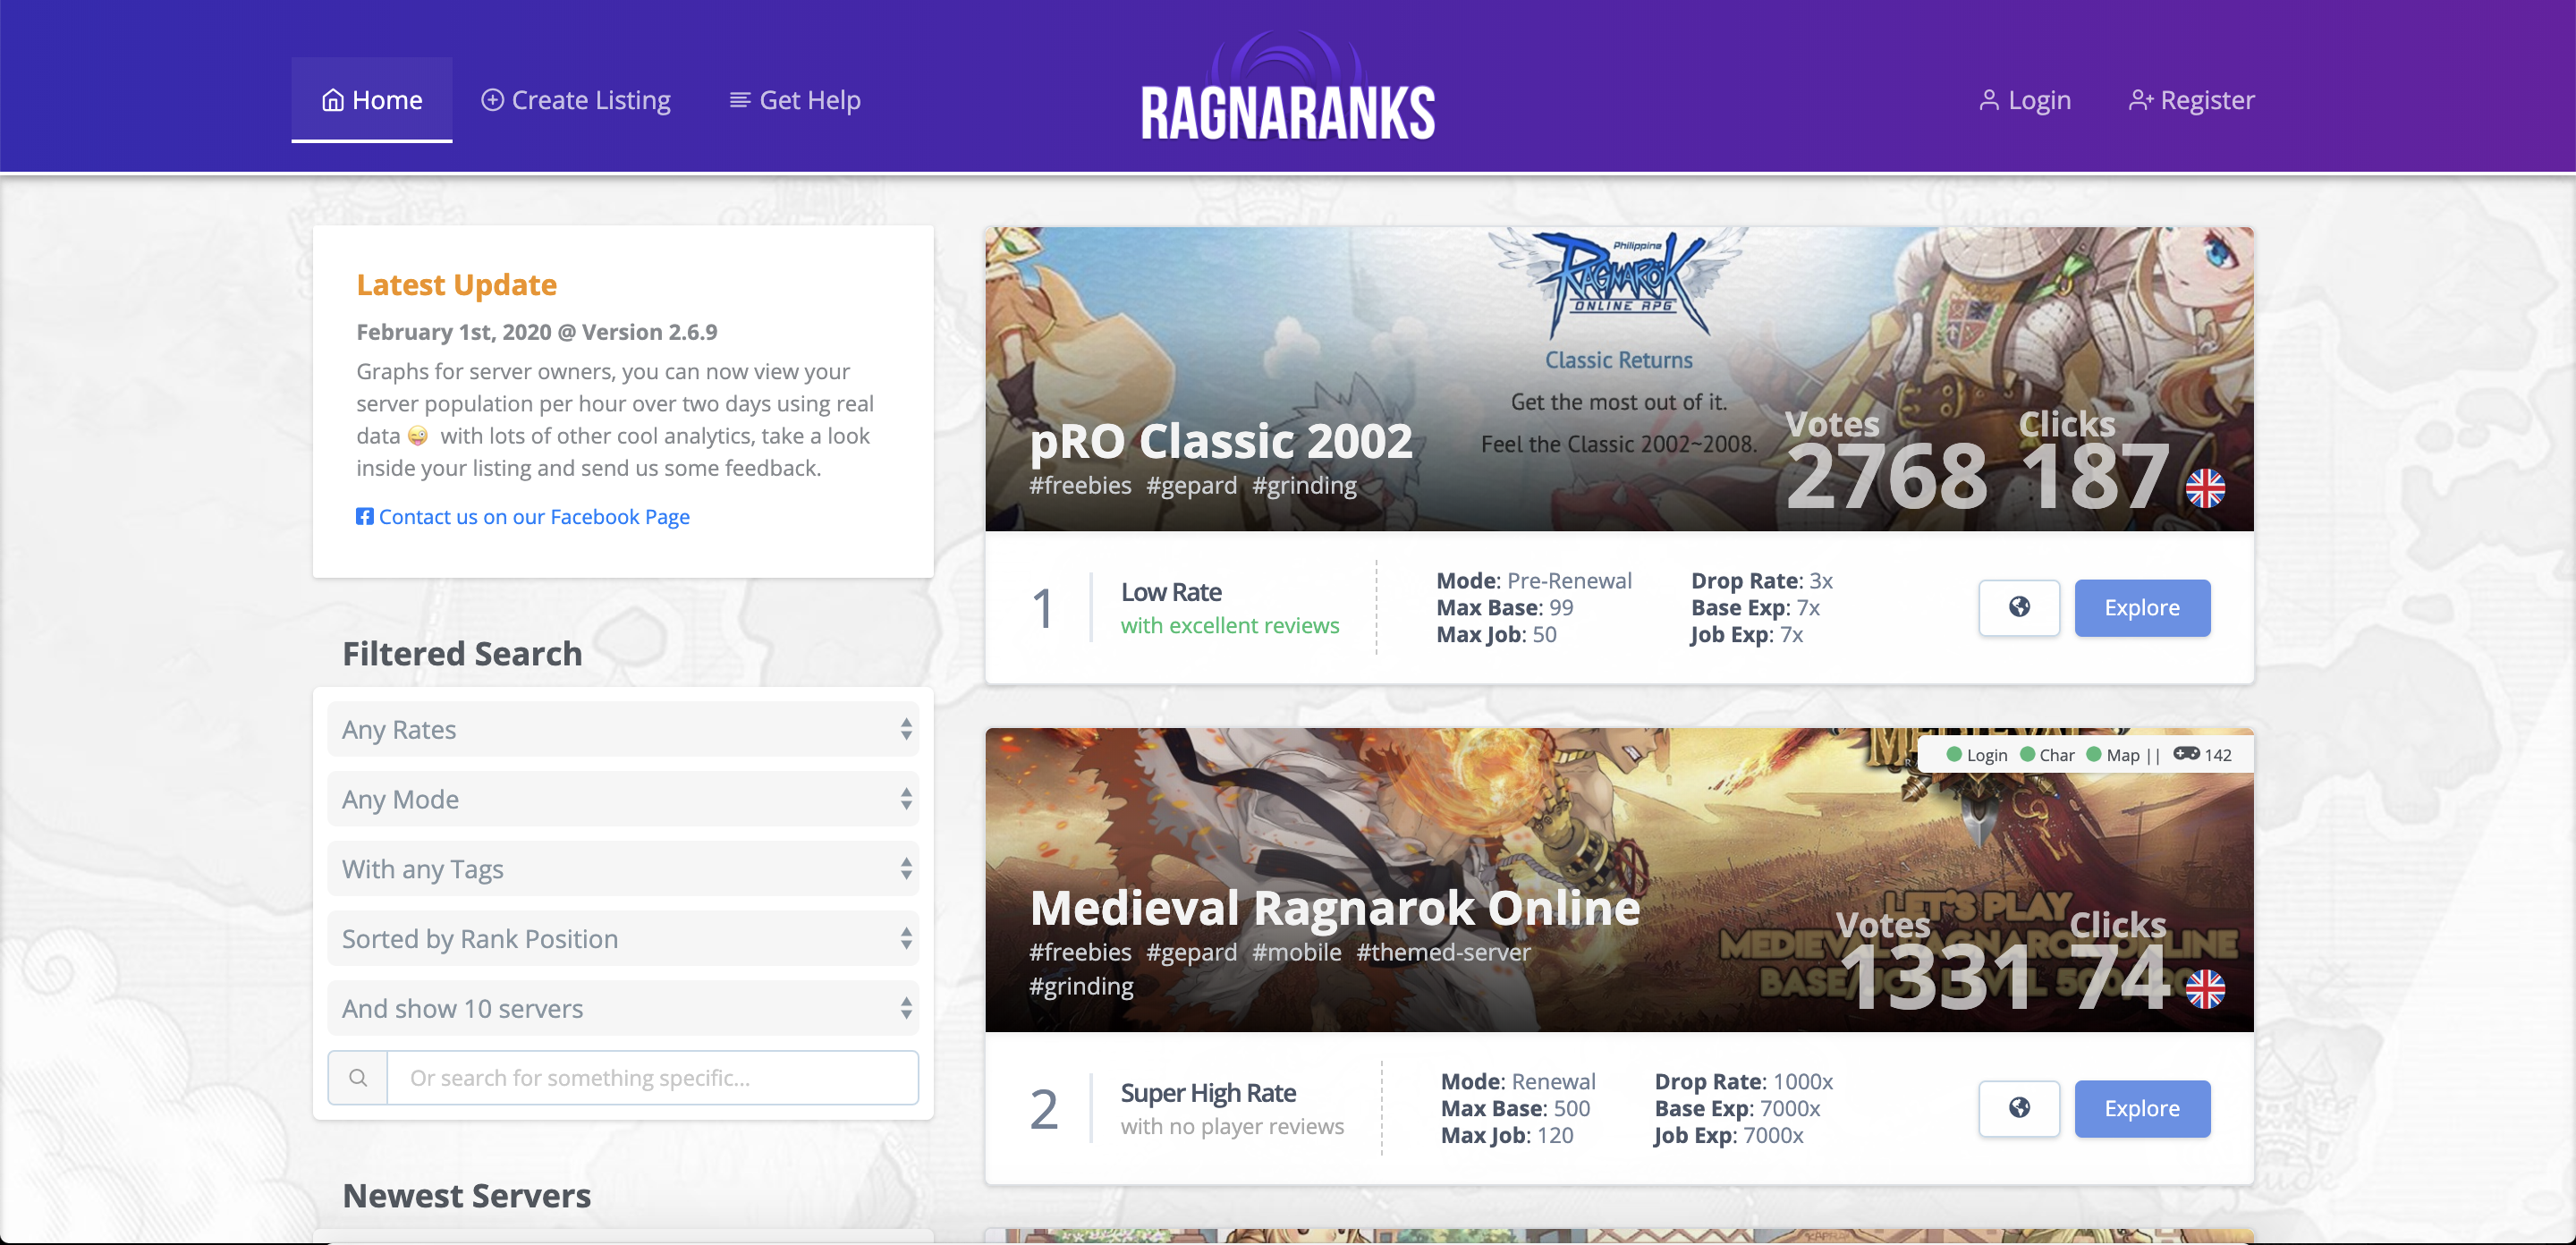 Home
Create Listing
Get Help
RAGNARANKS
Login
Register
Latest Update
February 1st, 2020 @ Version 2.6.9
Graphs for server owners, you can now view your
server population per hour over two days using real
data 😜 with lots of other cool analytics, take a look
inside your listing and send us some feedback.
Contact us on our Facebook Page
Filtered Search
Any Rates
Any Mode
With any Tags
Sorted by Rank Position
And show 10 servers
Or search for something specific...
Newest Servers
Philippine
RAGNAROK
ONLINE RPG
Classic Returns
Get the most out of it.
Feel the Classic 2002~2008.
pRO Classic 2002
#freebies #gepard #grinding
Votes
2768
Clicks
187
1
Low Rate
with excellent reviews
Mode: Pre-Renewal
Max Base: 99
Max Job: 50
Drop Rate: 3x
Base Exp: 7x
Job Exp: 7x
Explore
Login Char Map || 142
Medieval Ragnarok Online
#freebies #gepard #mobile #themed-server
#grinding
LET'S PLAY
MEDIEVAL RAGNAROK ONLINE
Votes
1331
Clicks
74
2
Super High Rate
with no player reviews
Mode: Renewal
Max Base: 500
Max Job: 120
Drop Rate: 1000x
Base Exp: 7000x
Job Exp: 7000x
Explore